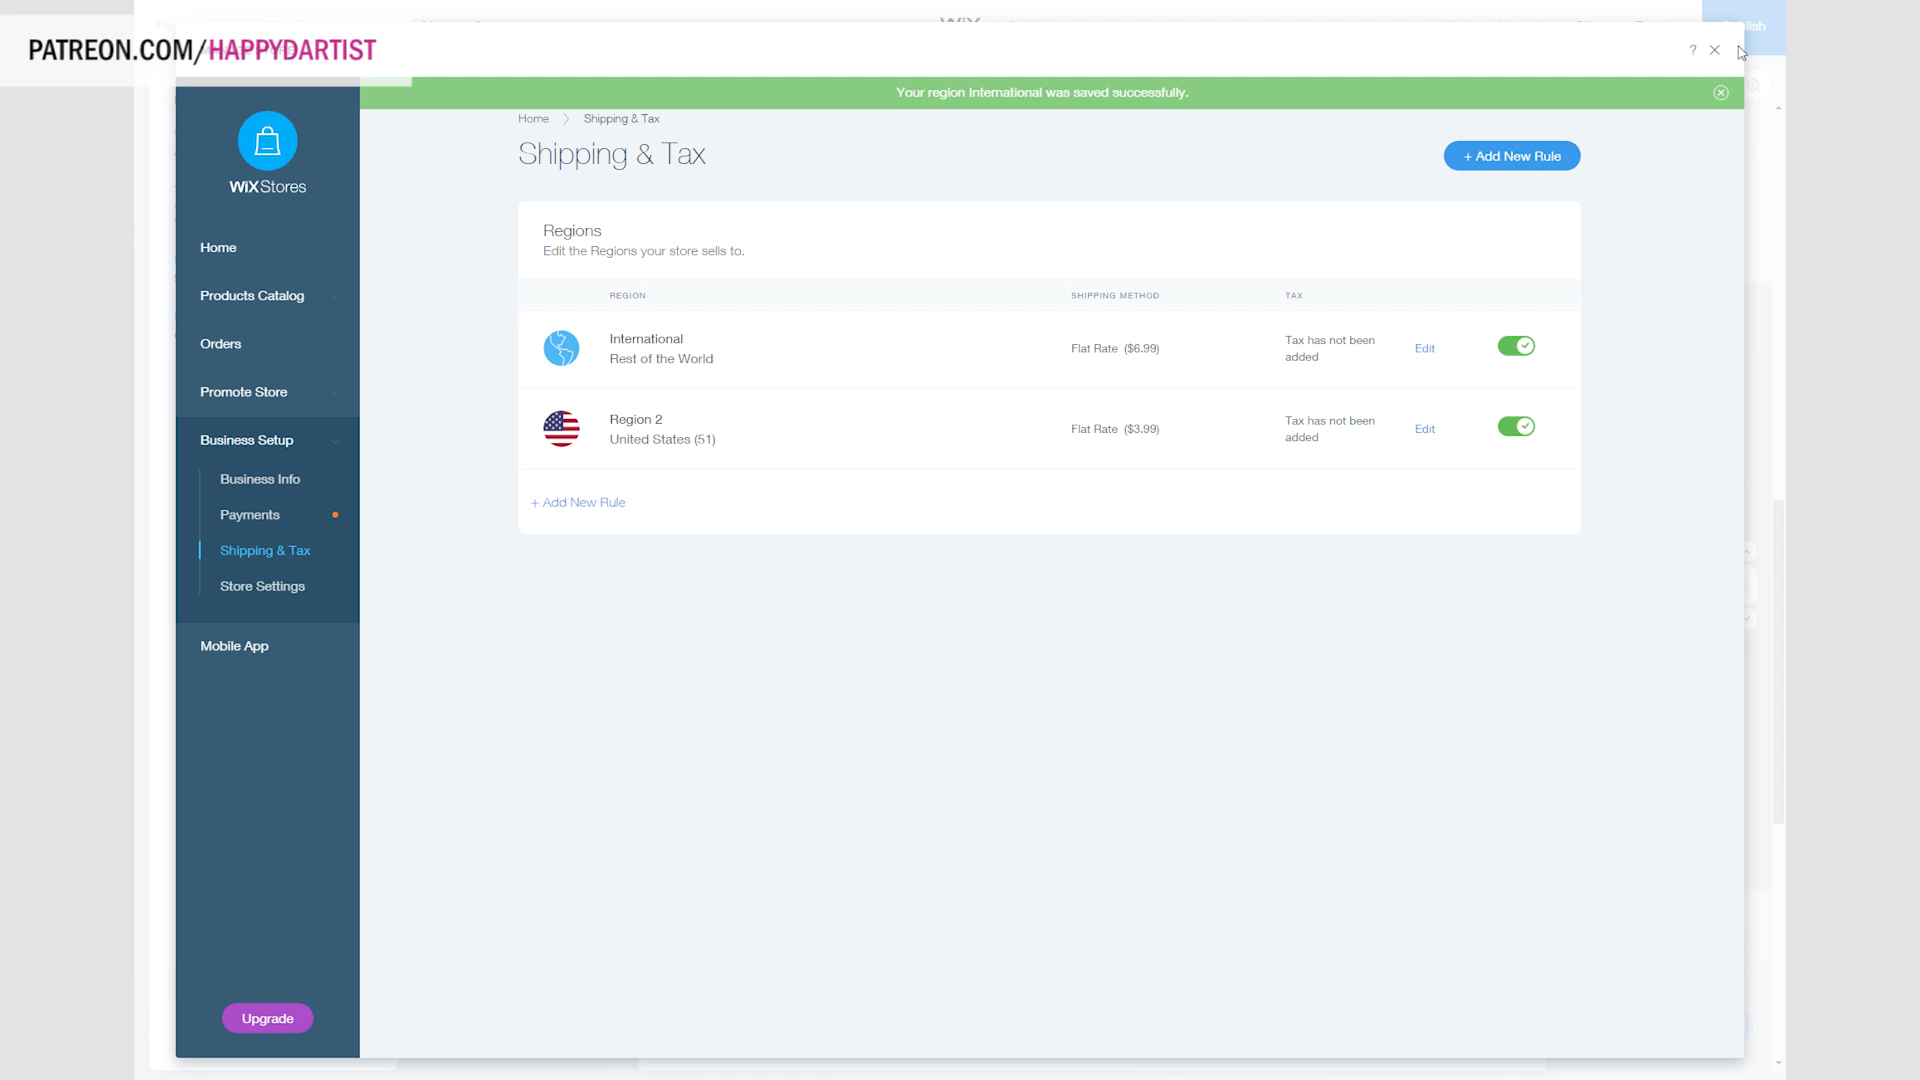 PATREON.COM/HAPPYDARTIST
WiX
? ×
Your region International was saved successfully.
WiXStores
Home
Products Catalog
Orders
Promote Store
Business Setup
Business Info
Payments
Shipping & Tax
Store Settings
Mobile App
Upgrade
Home > Shipping & Tax
Shipping & Tax
+ Add New Rule
Regions
Edit the Regions your store sells to.
REGION SHIPPING METHOD TAX
International
Rest of the World
Flat Rate ($6.99)
Tax has not been
added
Edit
Region 2
United States (51)
Flat Rate ($3.99)
Tax has not been
added
Edit
+ Add New Rule